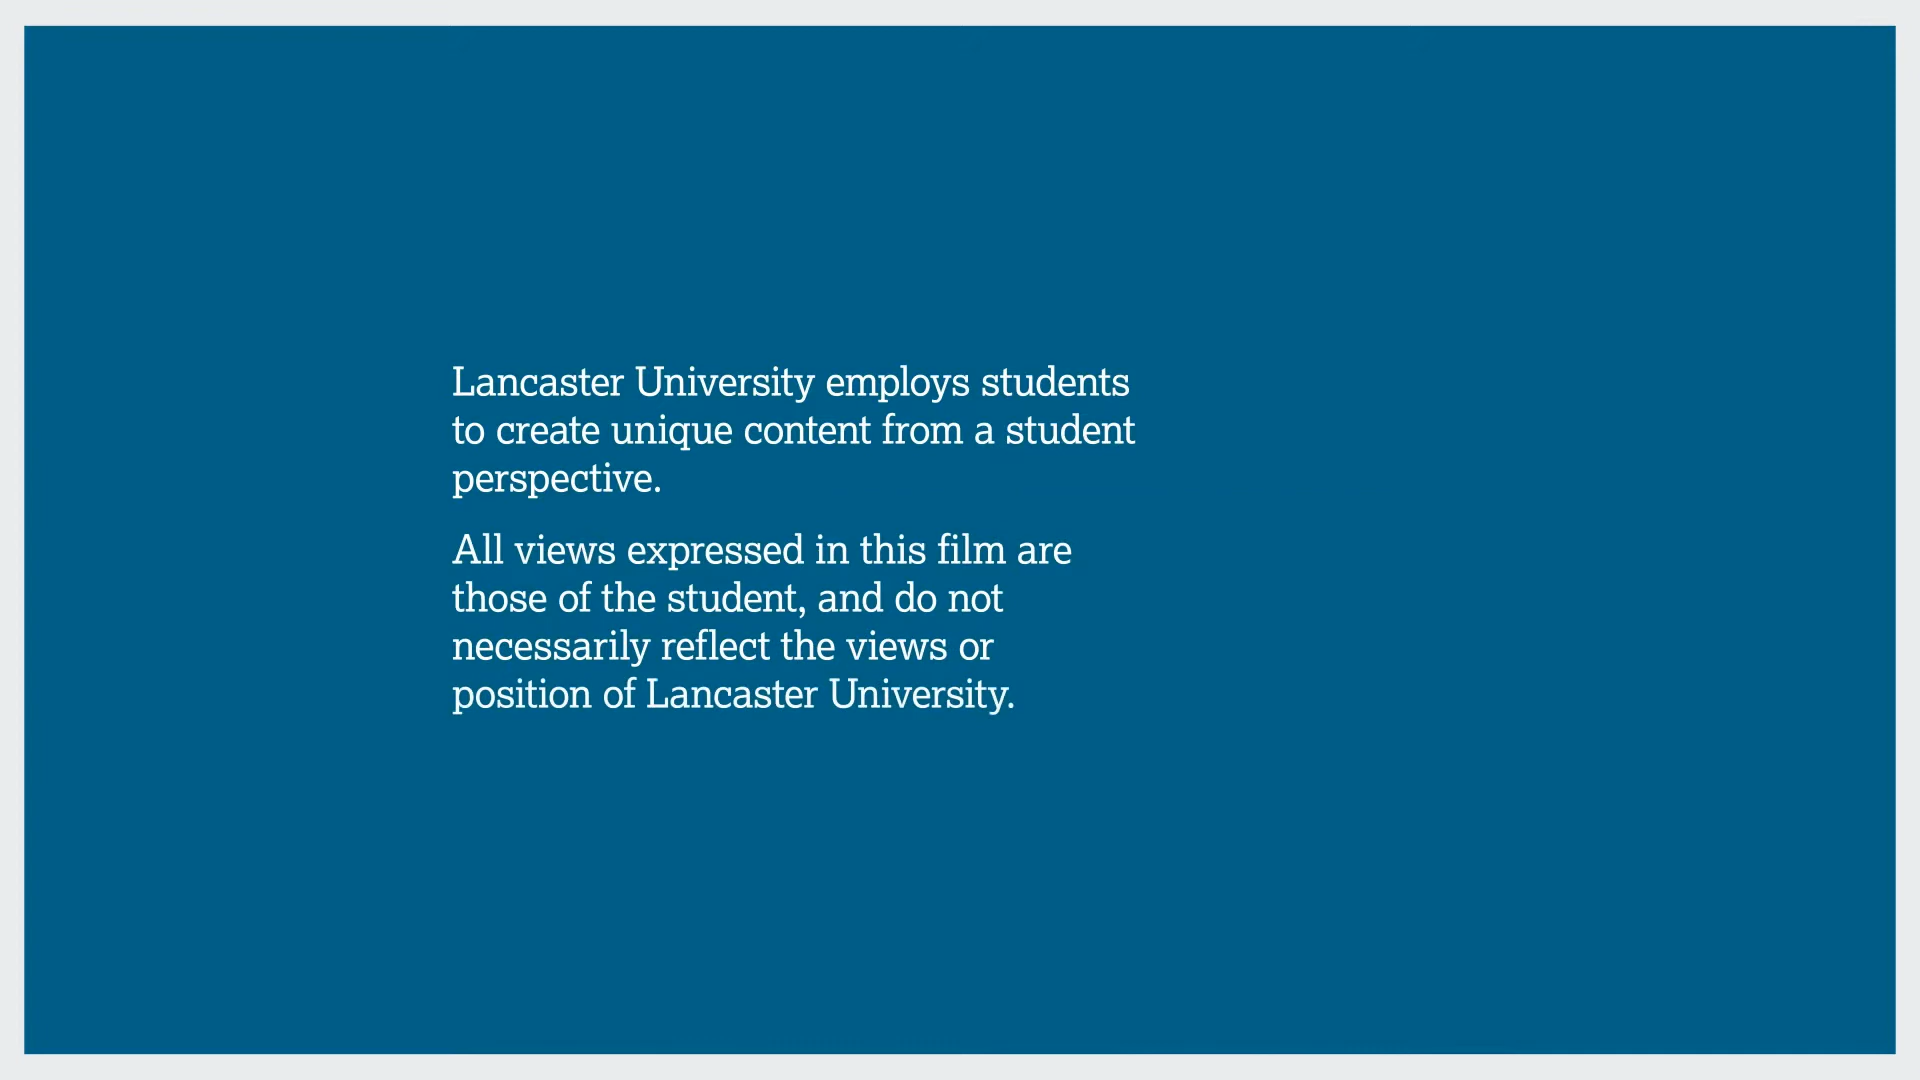 Lancaster University employs students
to create unique content from a student
perspective.
All views expressed in this film are
those of the student, and do not
necessarily reflect the views or
position of Lancaster University.